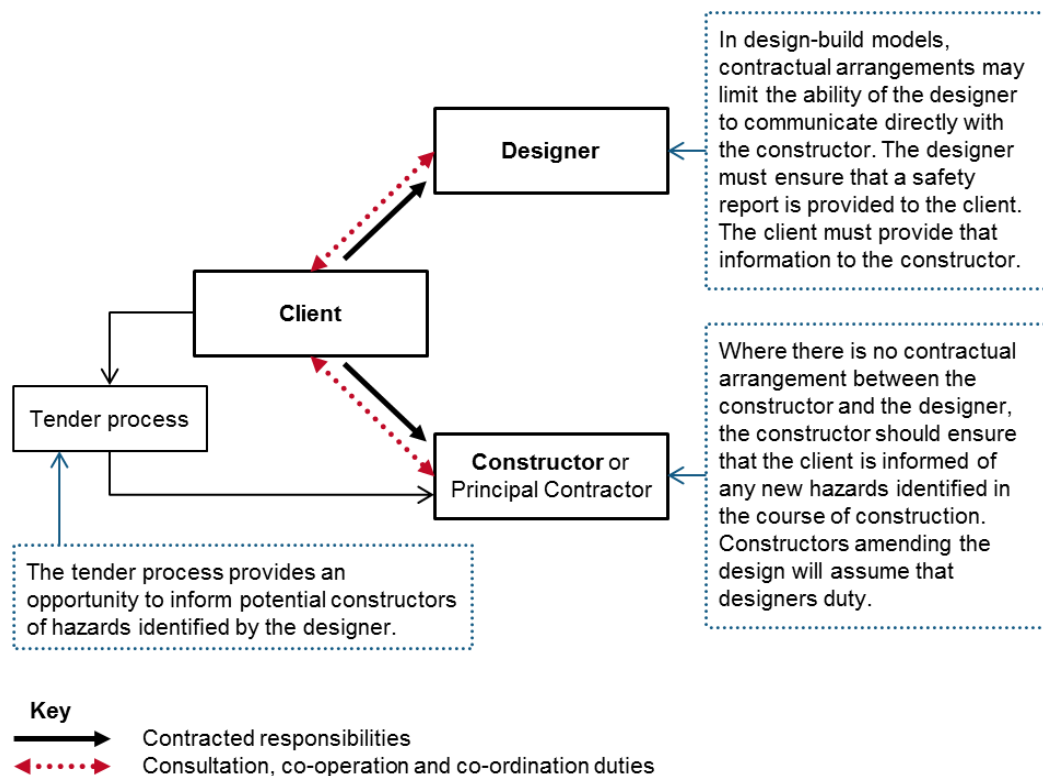 In design-build models,
contractual arrangements may
limit the ability of the designer
to communicate directly with
the constructor. The designer
must ensure that a safety
report is provided to the client.
The client must provide that
information to the constructor.
Designer
Client
Tender process
Constructor or
Principal Contractor
Where there is no contractual
arrangement between the
constructor and the designer,
the constructor should ensure
that the client is informed of
any new hazards identified in
the course of construction.
Constructors amending the
design will assume that
designers duty.
The tender process provides an
opportunity to inform potential constructors
of hazards identified by the designer.
Key
Contracted responsibilities
Consultation, co-operation and co-ordination duties